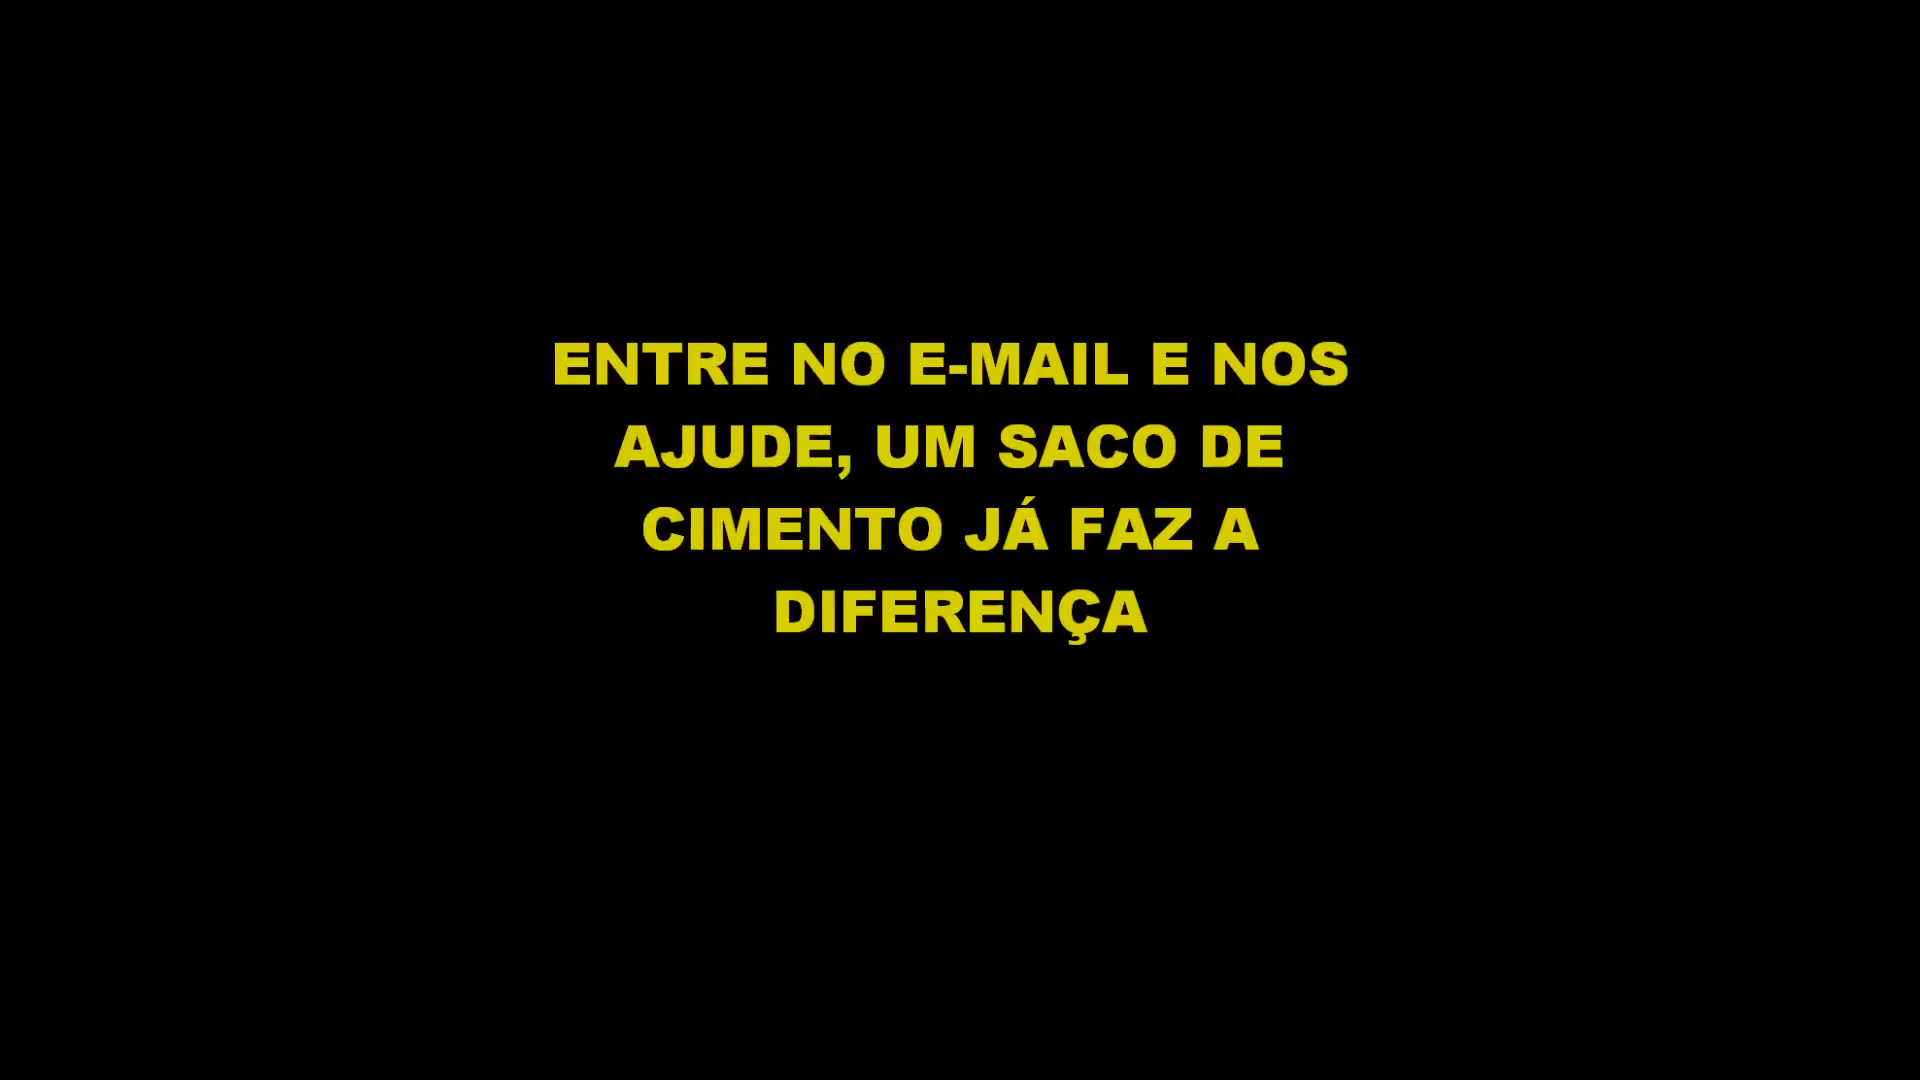 ENTRE NO E-MAIL E NOS
AJUDE, UM SACO DE
CIMENTO JÁ FAZ A
DIFERENÇA